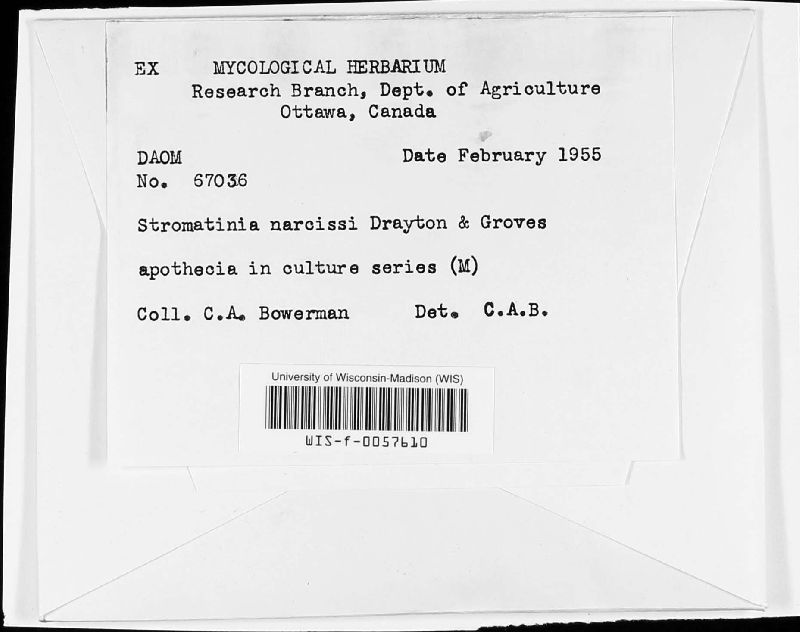 EX MYCOLOGICAL HERBARIUM
Research Branch, Dept. of Agriculture
Ottawa, Canada
DAOM Date February 1955
No. 67036
Stromatinia narcissi Drayton & Groves
apothecia in culture series (M)
Coll. C.A. Bowerman Det. C.A.B.
University of Wisconsin-Madison (WIS)
WIS-f-0057610